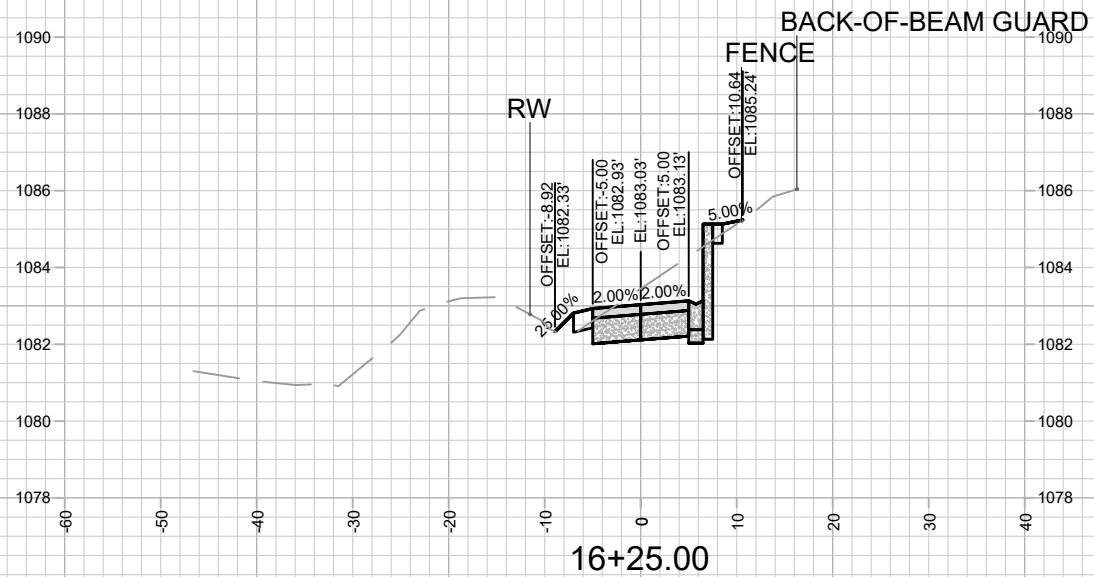 BACK-OF-BEAM GUARD
1090
1090
FENCE
RW
1088
1088
OFFSET:10.64
EL:1085.24'
OFFSET:-8.92
EL:1082.33'
OFFSET:-5.00
EL:1082.93'
EL:1083.03'
OFFSET:5.00
EL:1083.13'
1086
1086
5.00%
1084
1084
25.00%
2.00%
2.00%
1082
1082
1080
1080
1078
1078
-60
-50
-40
-30
-20
-10
0
10
20
30
40
16+25.00